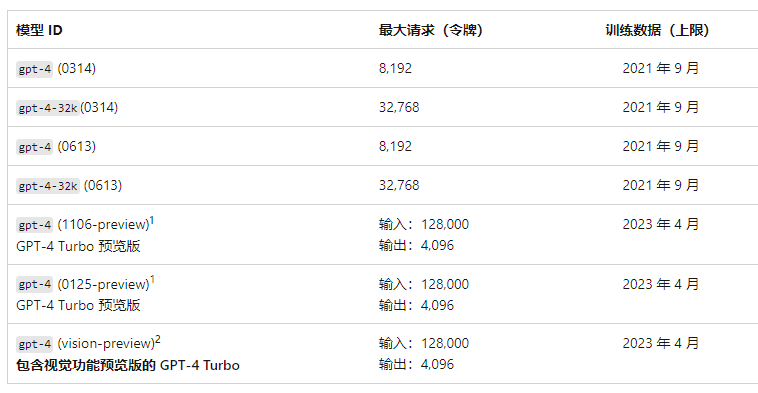 模型 ID 最大请求（令牌） 训练数据（上限）
gpt-4 (0314) 8,192 2021 年 9 月
gpt-4-32k(0314) 32,768 2021 年 9 月
gpt-4 (0613) 8,192 2021 年 9 月
gpt-4-32k (0613) 32,768 2021 年 9 月
gpt-4 (1106-preview)1 输入：128,000 2023 年 4 月
GPT-4 Turbo 预览版 输出：4,096
gpt-4 (0125-preview)1 输入：128,000 2023 年 4 月
GPT-4 Turbo 预览版 输出：4,096
gpt-4 (vision-preview)2 输入：128,000 2023 年 4 月
包含视觉功能预览版的 GPT-4 Turbo 输出：4,096